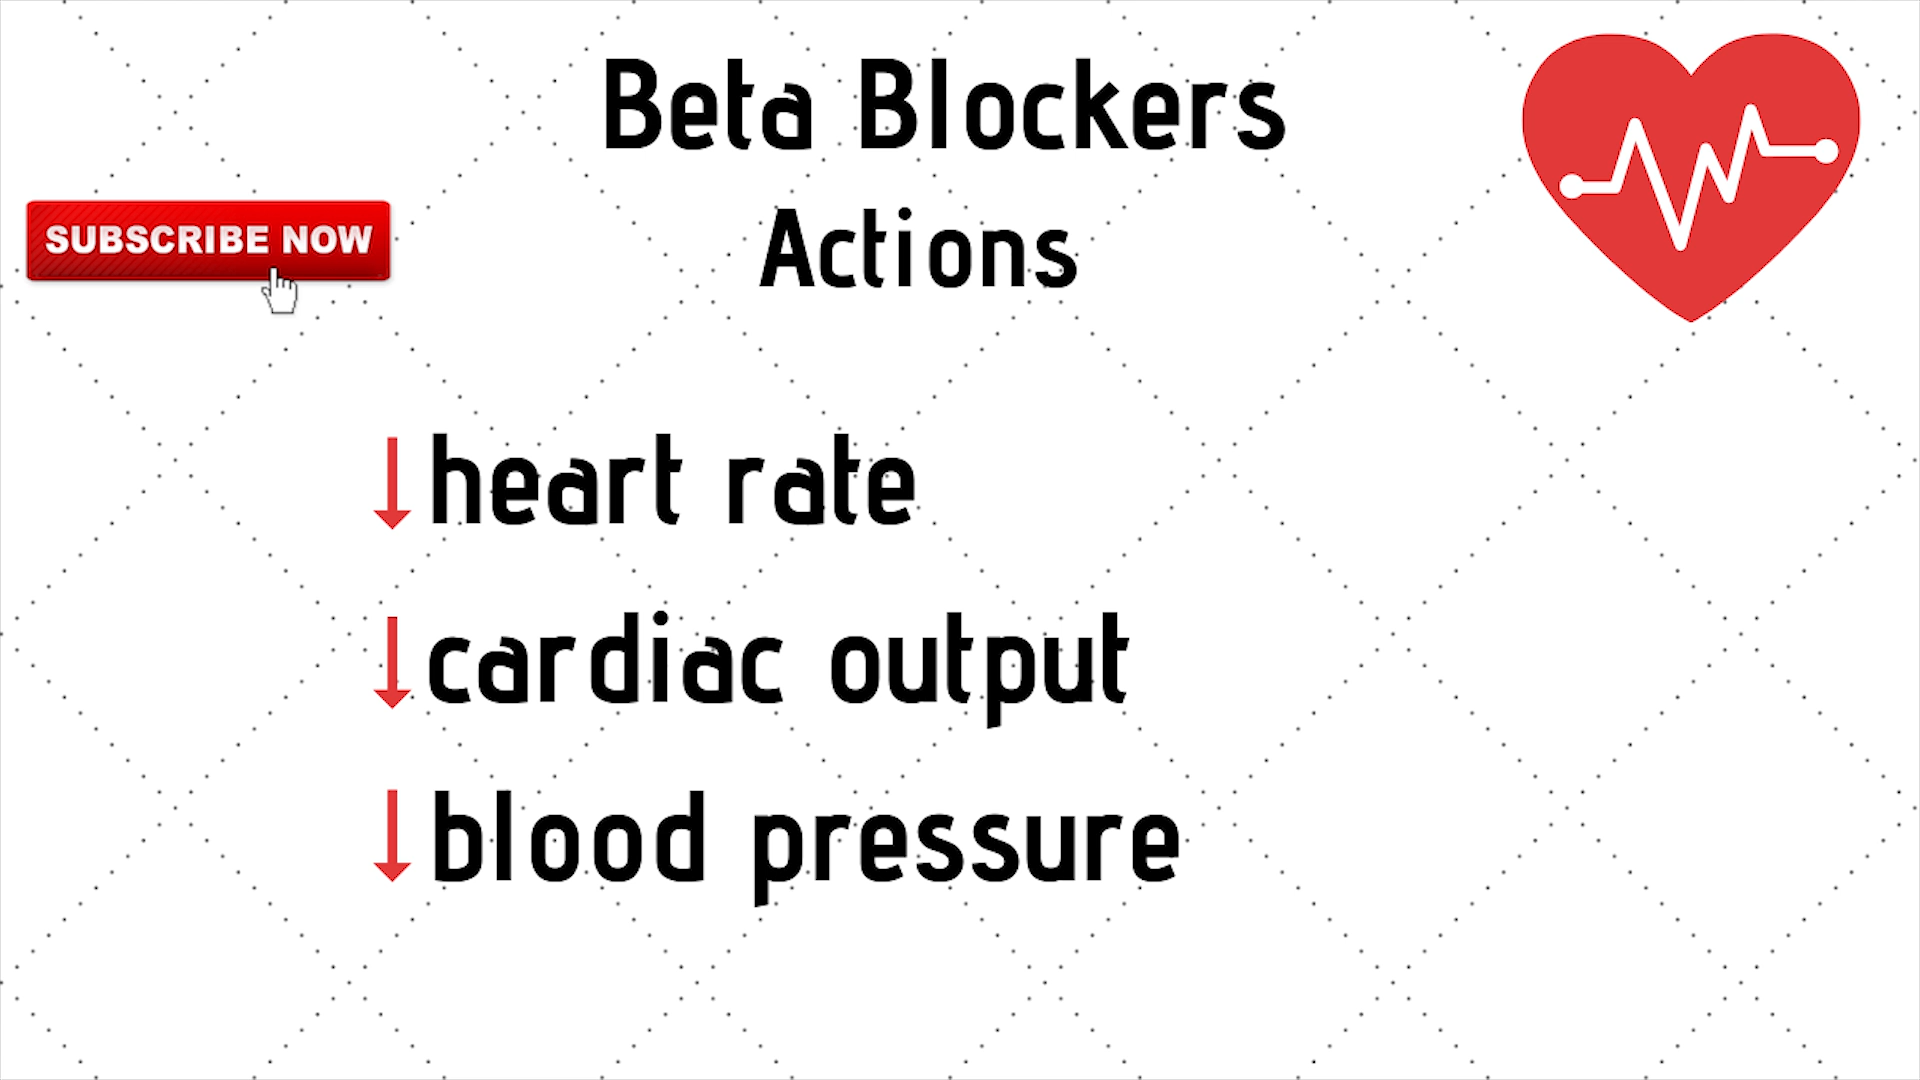 Beta Blockers
Actions
SUBSCRIBE NOW
↓heart rate
↓cardiac output
↓blood pressure